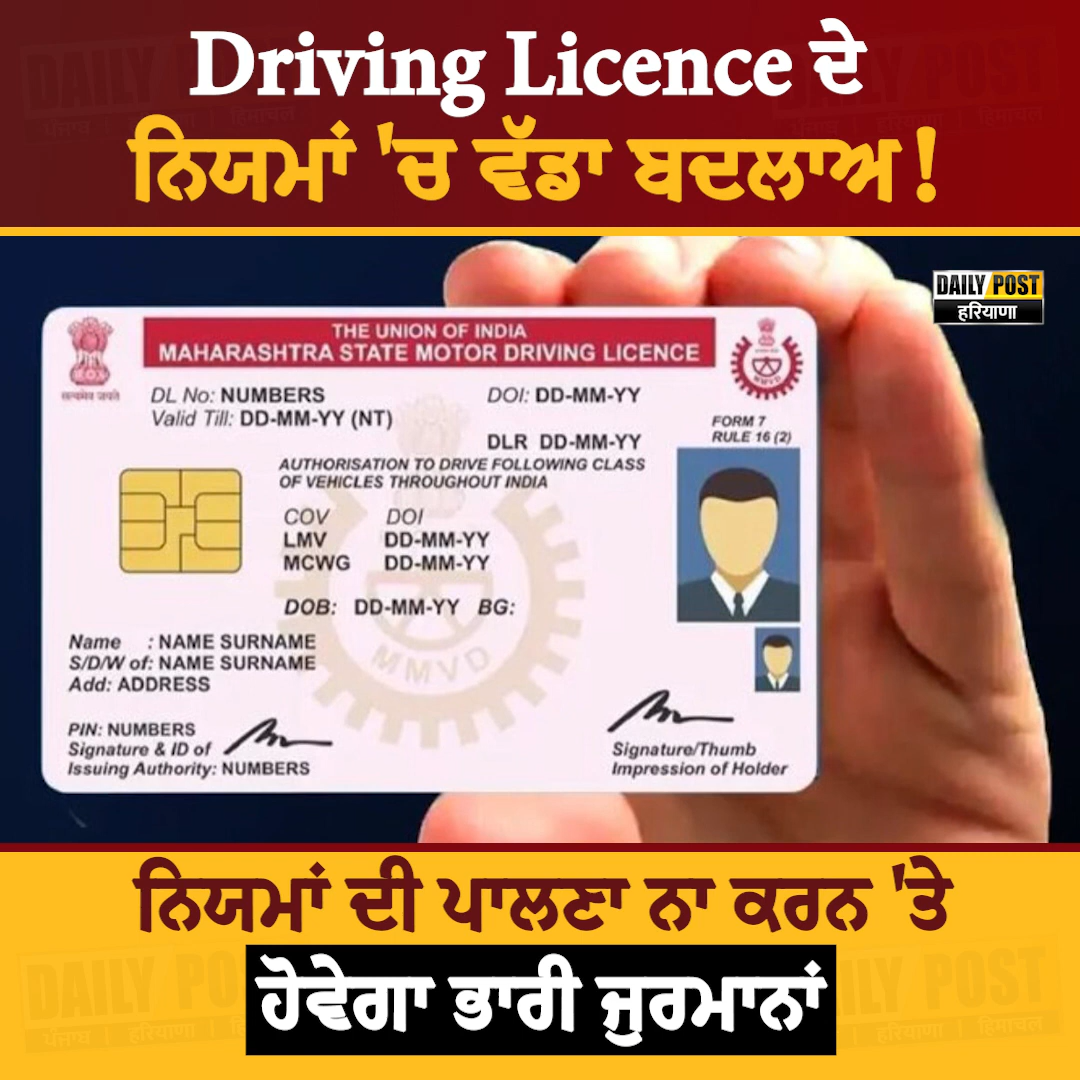 Driving Licence ਦੇ
ਨਿਯਮਾਂ 'ਚ ਵੱਡਾ ਬਦਲਾਅ!
DAILY POST
हरियाणा
THE UNION OF INDIA
MAHARASHTRA STATE MOTOR DRIVING LICENCE
सत्यमेव जयते
MMVD
DL No: NUMBERS DOI: DD-MM-YY
Valid Till: DD-MM-YY (NT)
FORM 7
RULE 16 (2)
DLR DD-MM-YY
AUTHORISATION TO DRIVE FOLLOWING CLASS
OF VEHICLES THROUGHOUT INDIA
COV DOI
LMV DD-MM-YY
MCWG DD-MM-YY
DOB: DD-MM-YY BG:
MMVD
Name : NAME SURNAME
S/D/W of: NAME SURNAME
Add: ADDRESS
PIN: NUMBERS
Signature & ID of
Issuing Authority: NUMBERS
Signature/Thumb
Impression of Holder
ਨਿਯਮਾਂ ਦੀ ਪਾਲਣਾ ਨਾ ਕਰਨ 'ਤੇ
ਹੋਵੇਗਾ ਭਾਰੀ ਜੁਰਮਾਨਾਂ